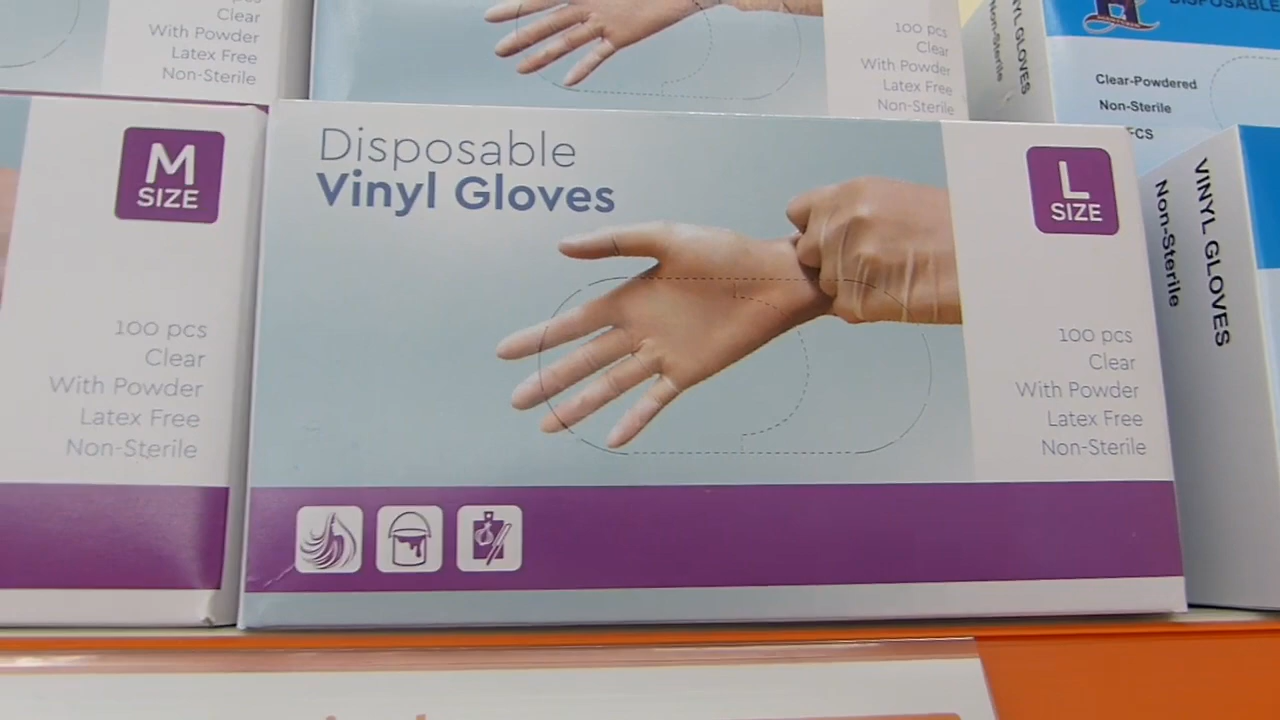 Clear
With Powder
Latex Free
Non-Sterile
100 pcs
Clear
With Powder
Latex Free
Non-Sterile
VINYL GLOVES
Non-Sterile
DISPOSABLE
Clear-Powdered
Non-Sterile
M
SIZE
100 pcs
Clear
With Powder
Latex Free
Non-Sterile
Disposable
Vinyl Gloves
L
SIZE
100 pcs
Clear
With Powder
Latex Free
Non-Sterile
VINYL GLOVES
Non-Sterile